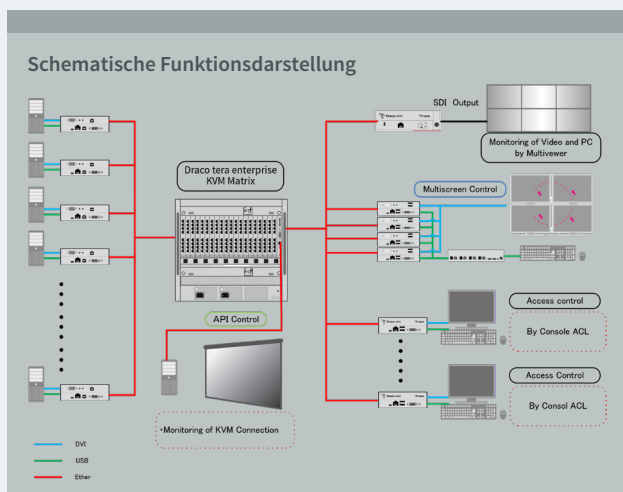 Schematische Funktionsdarstellung
SDI Output
Monitoring of Video and PC
by Multivewer
Draco tera enterprise
KVM Matrix
Multiscreen Control
API Control
Access control
By Console ACL
•Monitoring of KVM Connection
Access Control
By Consol ACL
DVI
USB
Ether